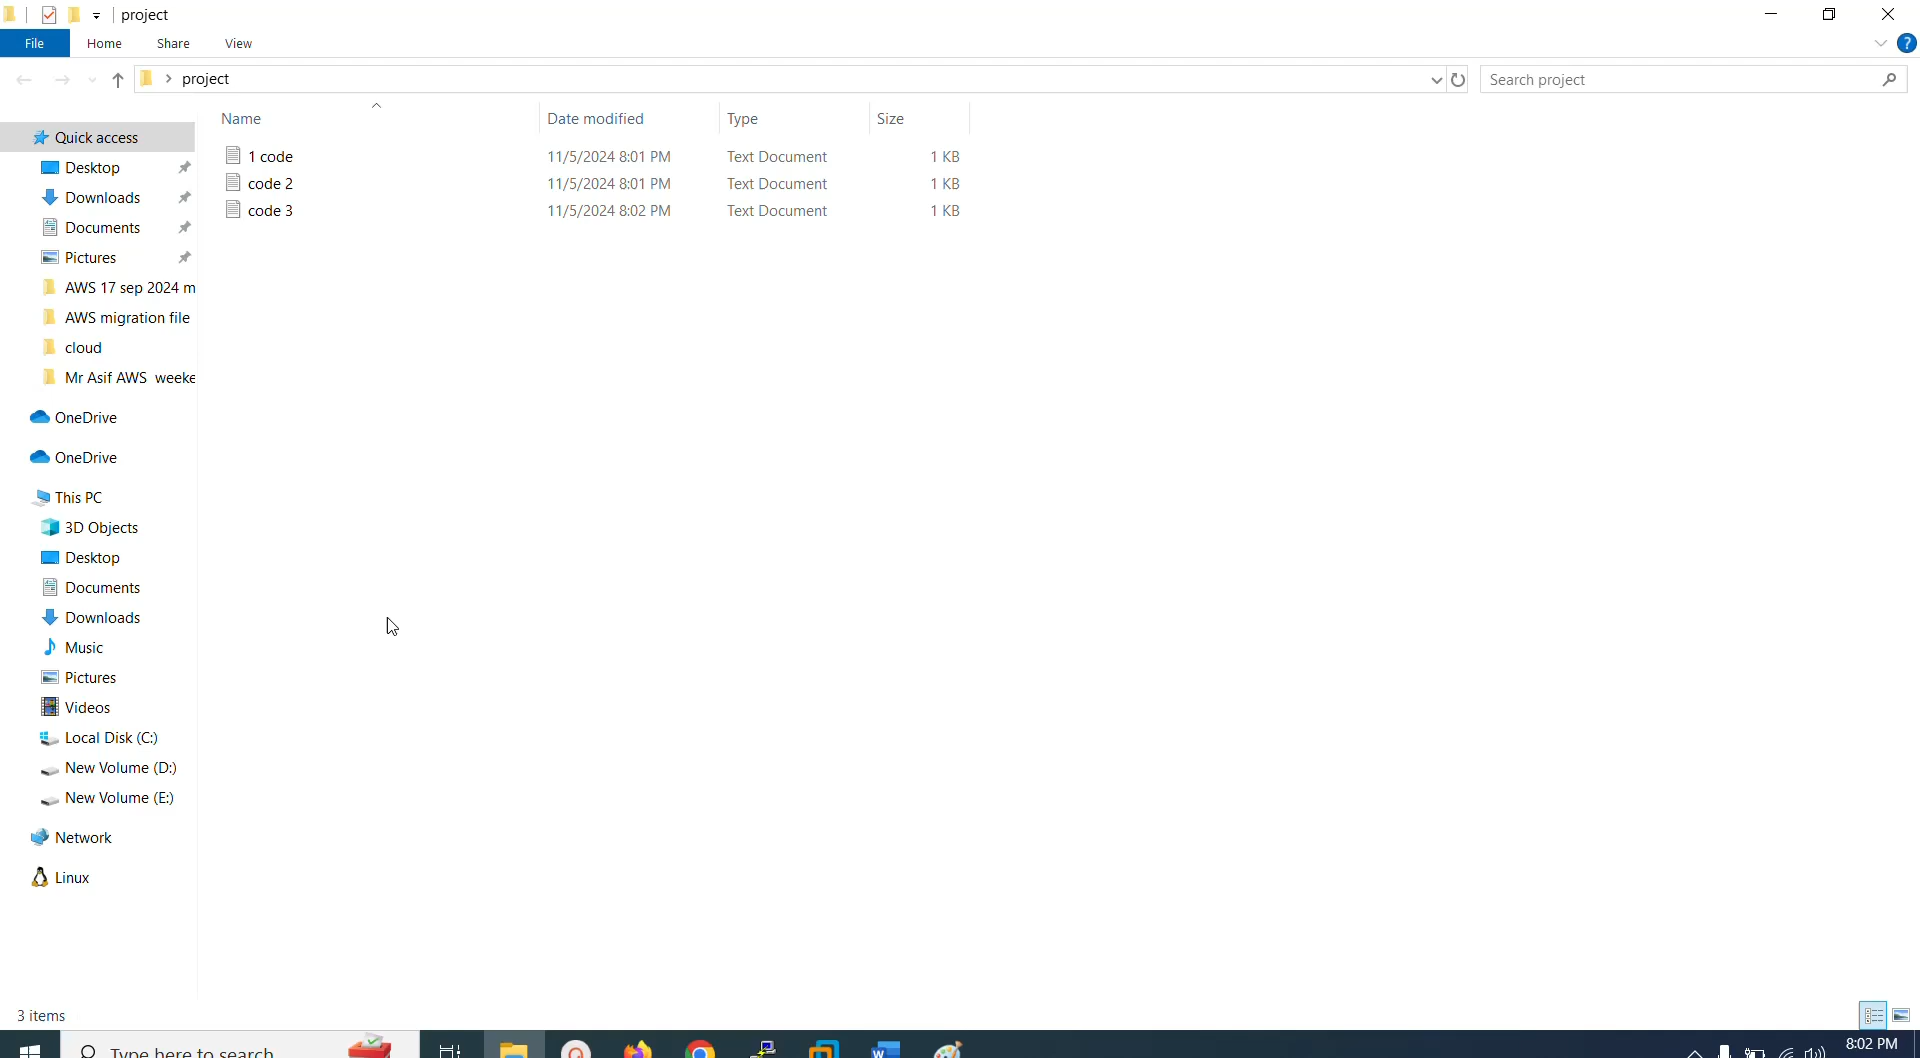 project
File Home Share View
project
Search project
Name Date modified Type Size
1 code 11/5/2024 8:01 PM Text Document 1 KB
code 2 11/5/2024 8:01 PM Text Document 1 KB
code 3 11/5/2024 8:02 PM Text Document 1 KB
Quick access
Desktop
Downloads
Documents
Pictures
AWS 17 sep 2024 m
AWS migration file
cloud
Mr Asif AWS weeke
OneDrive
OneDrive
This PC
3D Objects
Desktop
Documents
Downloads
Music
Pictures
Videos
Local Disk (C:)
New Volume (D:)
New Volume (E:)
Network
Linux
3 items
Type here to search
8:02 PM